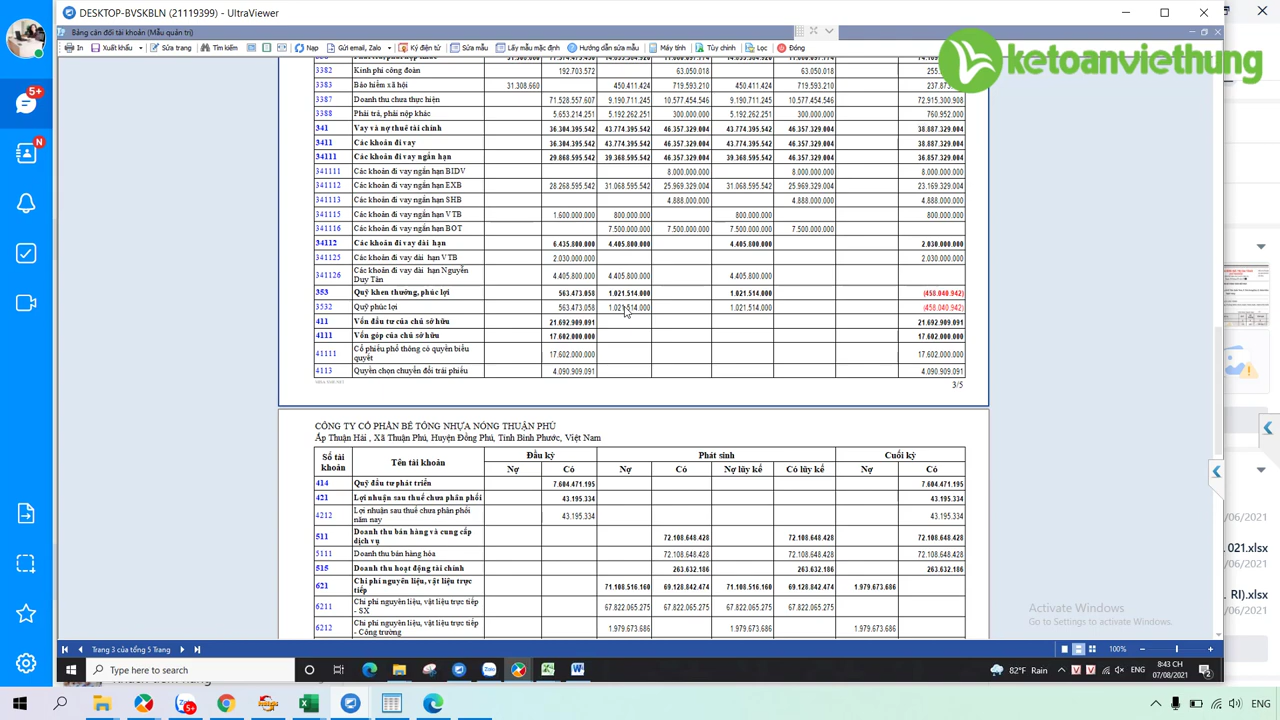 DESKTOP-BVSKBLN (21119399) - UltraViewer
Bảng cân đối tài khoản (Mẫu quản trị)
In Xuất khẩu Sửa trang Tìm kiếm Nạp Gửi email, Zalo Ký điện tử Sửa mẫu Lấy mẫu mặc định Hướng dẫn sửa mẫu Máy tính Tùy chỉnh Lọc Đóng
ketoanviethung
3382 Kinh phí công đoàn 192.703.572 63.050.018 63.050.018
3383 Bảo hiểm xã hội 31.308.660 450.411.424 719.593.210 450.411.424 719.593.210
3387 Doanh thu chưa thực hiện 71.528.557.607 9.190.711.245 10.577.454.546 9.190.711.245 10.577.454.546 72.915.300.908
3388 Phải trả, phải nộp khác 5.653.214.251 5.192.262.251 300.000.000 5.192.262.251 300.000.000 760.952.000
341 Vay và nợ thuê tài chính 36.304.395.542 43.774.395.542 46.357.329.004 43.774.395.542 46.357.329.004 38.887.329.004
3411 Các khoản đi vay 36.304.395.542 43.774.395.542 46.357.329.004 43.774.395.542 46.357.329.004 38.887.329.004
34111 Các khoản đi vay ngắn hạn 29.868.595.542 39.368.595.542 46.357.329.004 39.368.595.542 46.357.329.004 36.857.329.004
341111 Các khoản đi vay ngắn hạn BIDV 8.000.000.000 8.000.000.000 8.000.000.000
341112 Các khoản đi vay ngắn hạn EXB 28.268.595.542 31.068.595.542 25.969.329.004 31.068.595.542 25.969.329.004 23.169.329.004
341113 Các khoản đi vay ngắn hạn SHB 4.888.000.000 4.888.000.000 4.888.000.000
341115 Các khoản đi vay ngắn hạn VTB 1.600.000.000 800.000.000 800.000.000 800.000.000
341116 Các khoản đi vay ngắn hạn BOT 7.500.000.000 7.500.000.000 7.500.000.000 7.500.000.000
34112 Các khoản đi vay dài hạn 6.435.800.000 4.405.800.000 4.405.800.000 2.030.000.000
341125 Các khoản đi vay dài hạn VTB 2.030.000.000 2.030.000.000
341126 Các khoản đi vay dài hạn Nguyễn Duy Tân 4.405.800.000 4.405.800.000 4.405.800.000
353 Quỹ khen thưởng, phúc lợi 563.473.058 1.021.514.000 1.021.514.000 (458.040.942)
3532 Quỹ phúc lợi 563.473.058 1.021.514.000 1.021.514.000 (458.040.942)
411 Vốn đầu tư của chủ sở hữu 21.692.909.091 21.692.909.091
4111 Vốn góp của chủ sở hữu 17.602.000.000 17.602.000.000
41111 Cổ phiếu phổ thông có quyền biểu quyết 17.602.000.000 17.602.000.000
4113 Quyền chọn chuyển đổi trái phiếu 4.090.909.091 4.090.909.091
3/5
CÔNG TY CỔ PHẦN BÊ TÔNG NHỰA NÓNG THUẬN PHÚ
Ấp Thuận Hải , Xã Thuận Phú, Huyện Đồng Phú, Tỉnh Bình Phước, Việt Nam
Số tài khoản Tên tài khoản Đầu kỳ Phát sinh Cuối kỳ
Nợ Có Nợ Có Nợ lũy kế Có lũy kế Nợ Có
414 Quỹ đầu tư phát triển 7.604.471.195 7.604.471.195
421 Lợi nhuận sau thuế chưa phân phối 43.195.334 43.195.334
4212 Lợi nhuận sau thuế chưa phân phối năm nay 43.195.334 43.195.334
511 Doanh thu bán hàng và cung cấp dịch vụ 72.108.648.428 72.108.648.428 72.108.648.428
5111 Doanh thu bán hàng hóa 72.108.648.428 72.108.648.428 72.108.648.428
515 Doanh thu hoạt động tài chính 263.632.186 263.632.186 263.632.186
621 Chi phí nguyên liệu, vật liệu trực tiếp 71.108.516.160 69.128.842.474 71.108.516.160 69.128.842.474 1.979.673.686
6211 Chi phí nguyên liệu, vật liệu trực tiếp - SX 67.822.065.275 67.822.065.275 67.822.065.275 67.822.065.275
6212 Chi phí nguyên liệu, vật liệu trực tiếp - Công trường 1.979.673.686 1.979.673.686 1.979.673.686
Activate Windows
Go to Settings to activate Windows.
Trang 3 của tổng 5 Trang
100%
Type here to search
82°F Rain
ENG
8:43 CH
07/08/2021
/06/2021
021.xlsx
/06/2021
RI).xlsx
/06/2021
5+
N
ENG